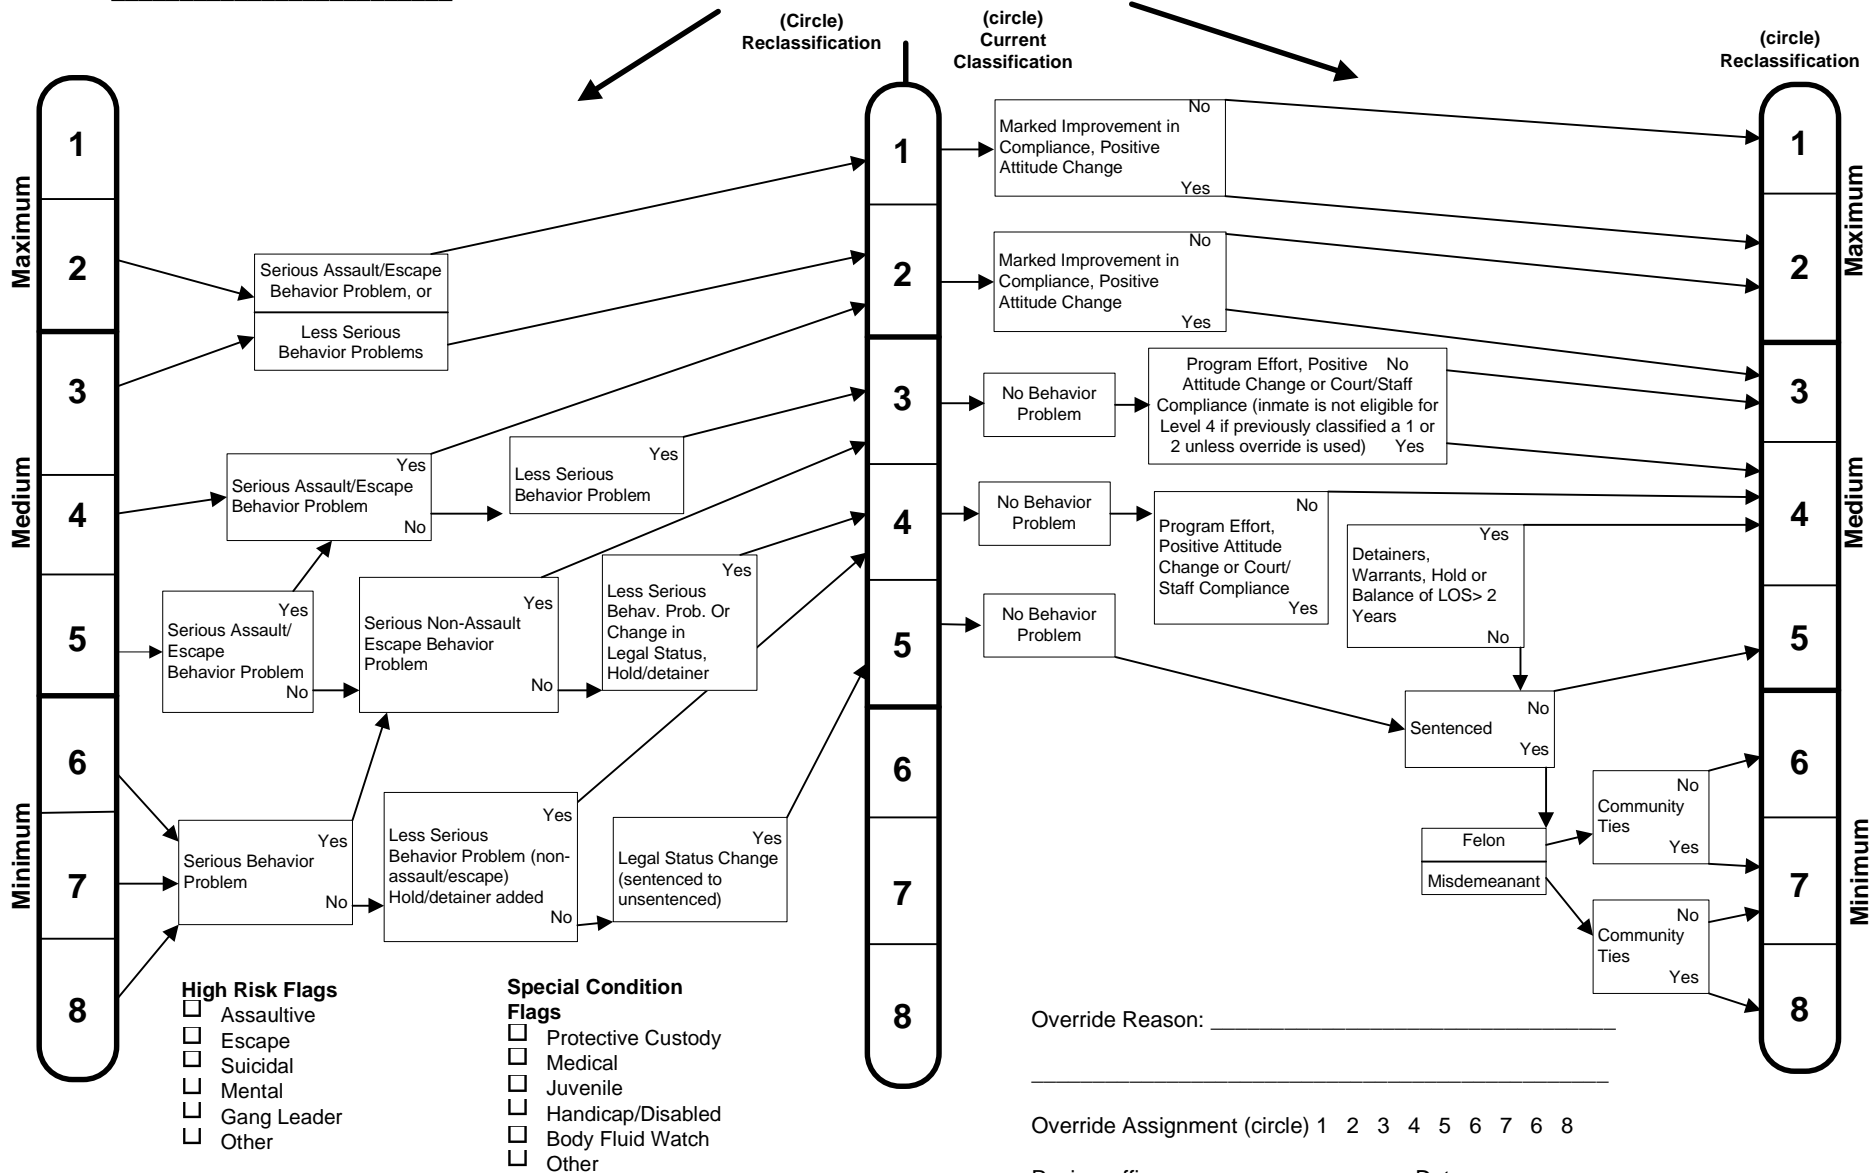 (Circle)
Reclassification
(circle)
Current
Classification
(circle)
Reclassification
Maximum
Medium
Minimum
1
2
3
4
5
6
7
8
Serious Assault/Escape
Behavior Problem, or
Less Serious
Behavior Problems
Yes
Serious Assault/Escape
Behavior Problem
No
Yes
Less Serious
Behavior Problem
Yes
Serious Assault/
Escape
Behavior Problem
No
Yes
Serious Non-Assault
Escape Behavior
Problem
No
Yes
Less Serious
Behav. Prob. Or
Change in
Legal Status,
Hold/detainer
Yes
Serious Behavior
Problem
No
Yes
Less Serious
Behavior Problem (non-
assault/escape)
Hold/detainer added
No
Yes
Legal Status Change
(sentenced to
unsentenced)
High Risk Flags
Assaultive
Escape
Suicidal
Mental
Gang Leader
Other
Special Condition
Flags
Protective Custody
Medical
Juvenile
Handicap/Disabled
Body Fluid Watch
Other
1
2
3
4
5
6
7
8
No
Marked Improvement in
Compliance, Positive
Attitude Change
Yes
No
Marked Improvement in
Compliance, Positive
Attitude Change
Yes
No Behavior
Problem
Program Effort, Positive No
Attitude Change or Court/Staff
Compliance (inmate is not eligible for
Level 4 if previously classified a 1 or
2 unless override is used) Yes
No Behavior
Problem
No
Program Effort,
Positive Attitude
Change or Court/
Staff Compliance
Yes
Yes
Detainers,
Warrants, Hold or
Balance of LOS> 2
Years
No
No Behavior
Problem
No
Sentenced
Yes
Felon
Misdemeanant
No
Community
Ties
Yes
No
Community
Ties
Yes
1
2
3
4
5
6
7
8
Maximum
Medium
Minimum
Override Reason: ____________________________________
____________________________________________________
Override Assignment (circle) 1 2 3 4 5 6 7 6 8